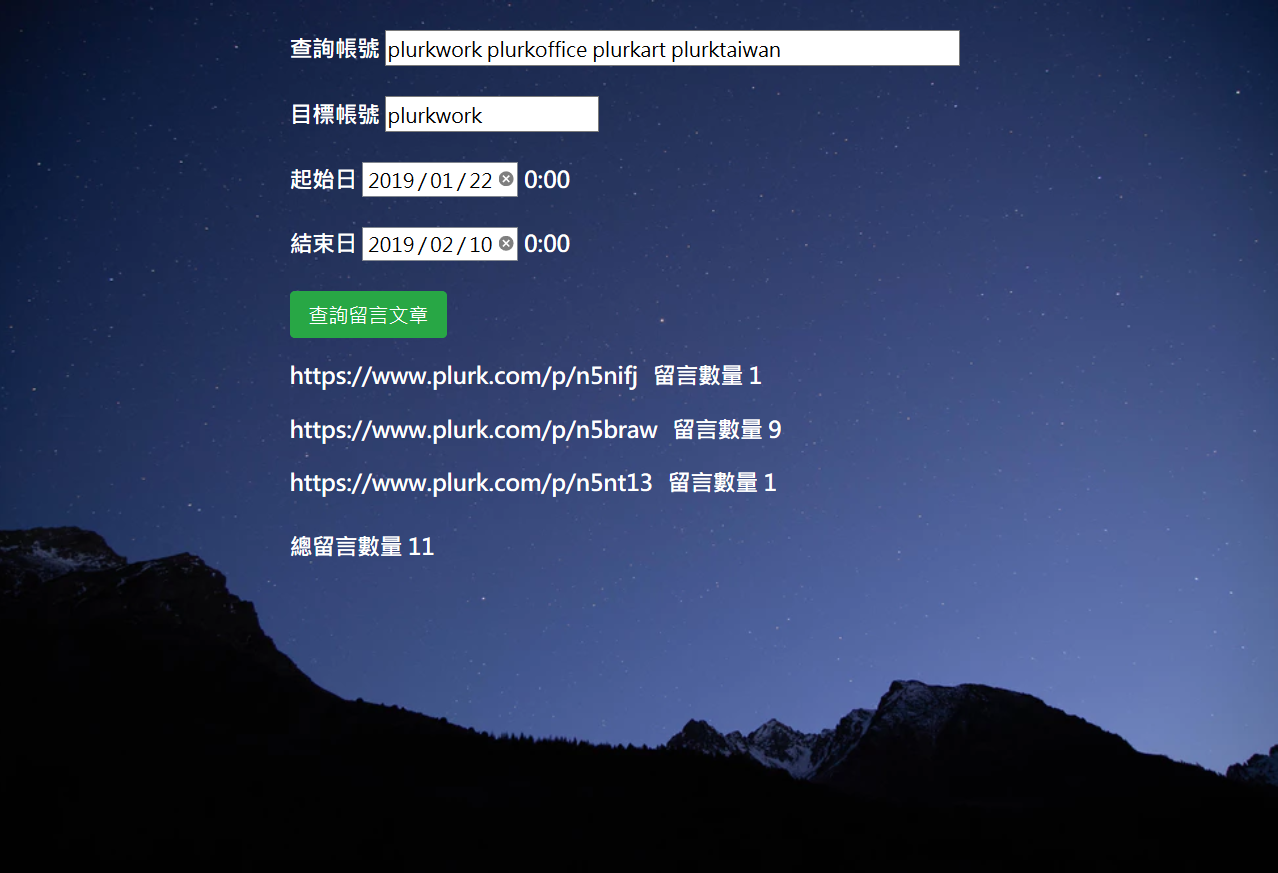 查詢帳號 plurkwork plurkoffice plurkart plurktaiwan
目標帳號 plurkwork
起始日 2019/01/22 0:00
結束日 2019/02/10 0:00
查詢留言文章
https://www.plurk.com/p/n5nifj 留言數量 1
https://www.plurk.com/p/n5braw 留言數量 9
https://www.plurk.com/p/n5nt13 留言數量 1
總留言數量 11